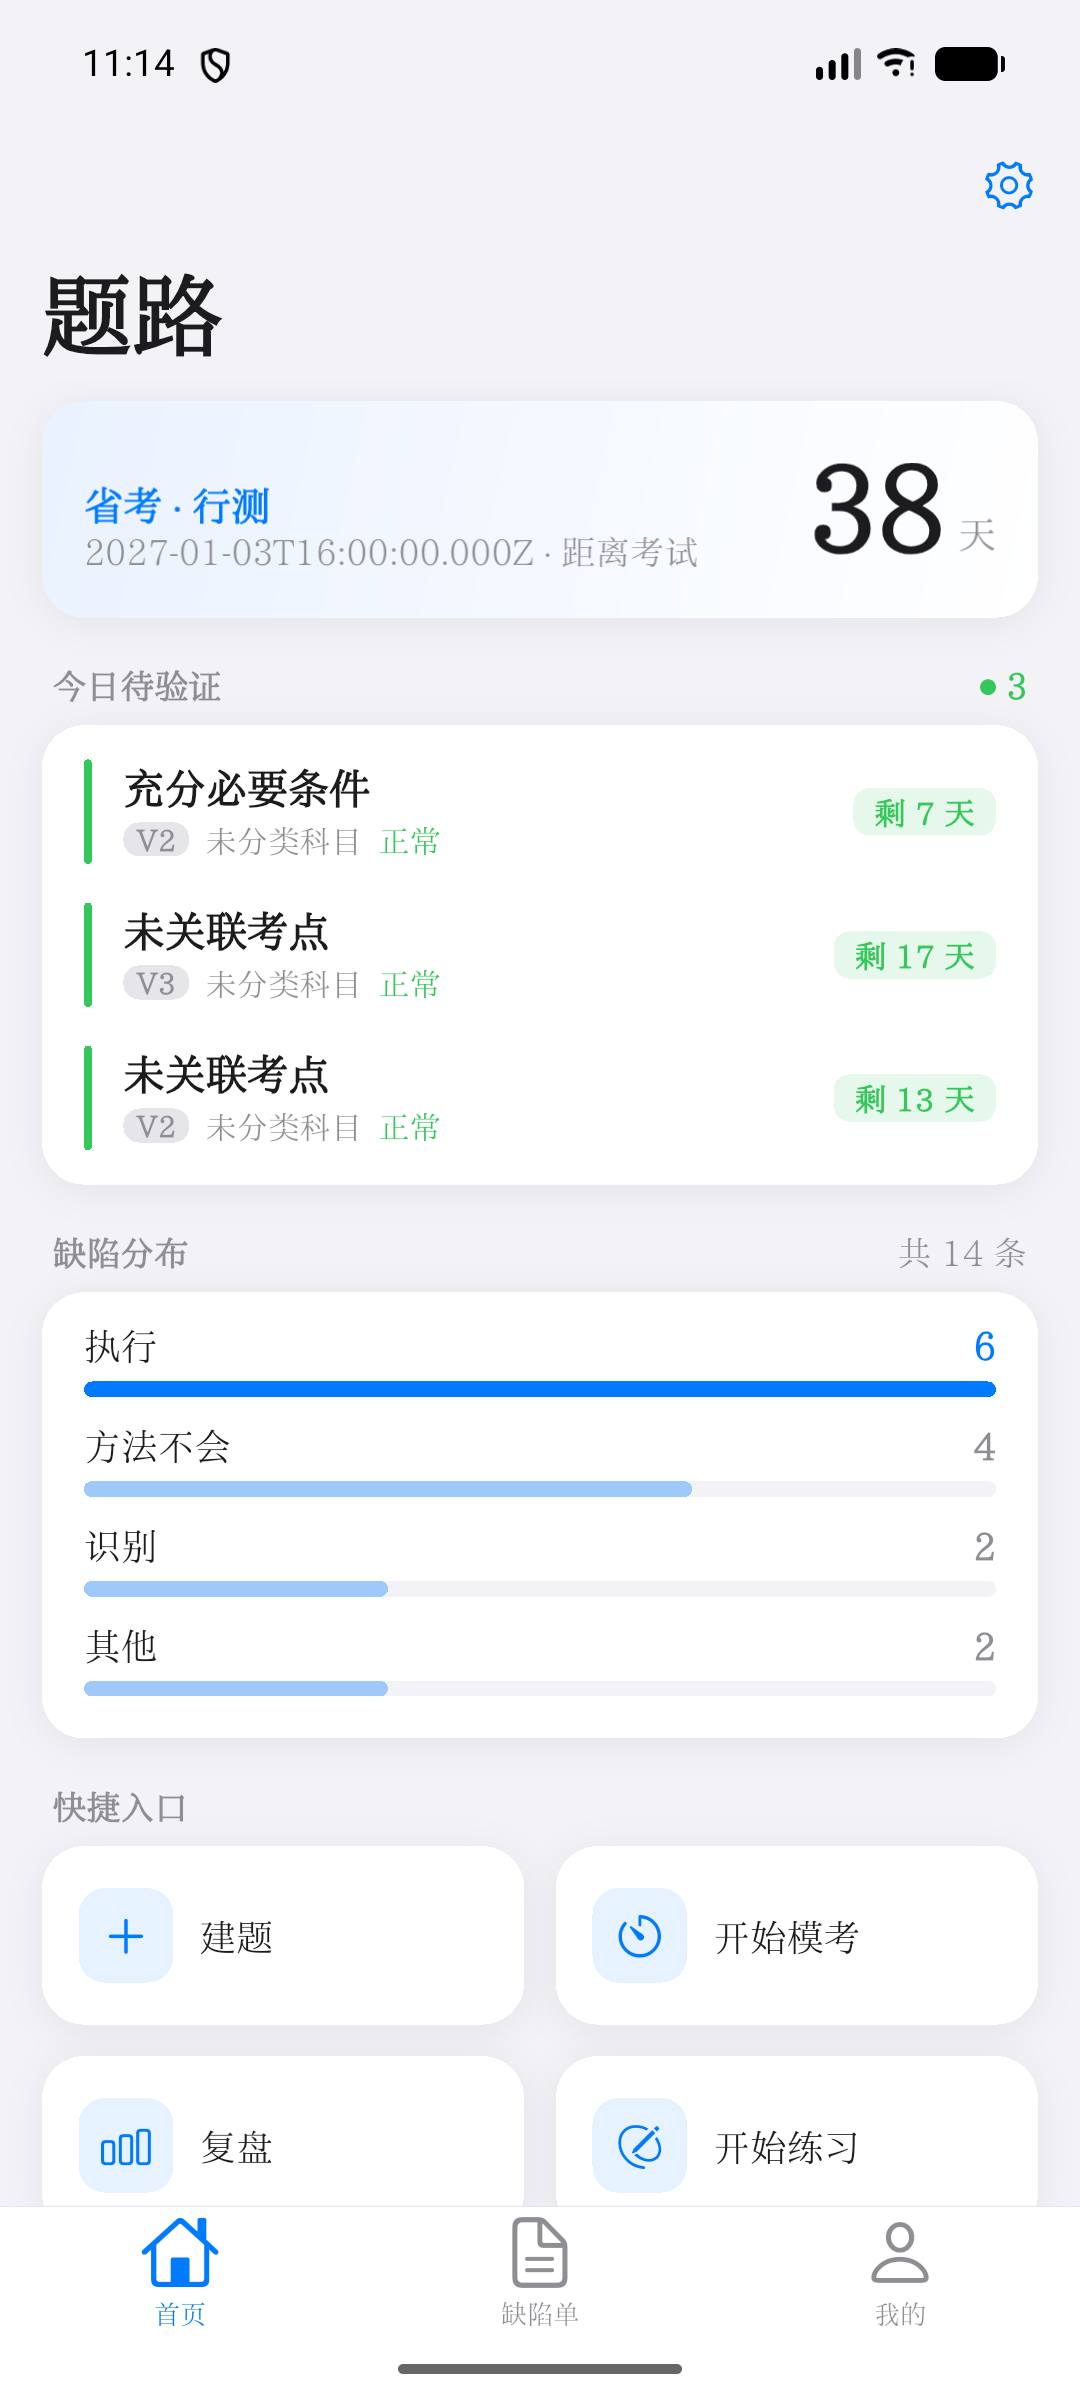 11:14
题路
省考 · 行测
2027-01-03T16:00:00.000Z · 距离考试
38 天
今日待验证
3
充分必要条件
V2 未分类科目 正常
剩 7 天
未关联考点
V3 未分类科目 正常
剩 17 天
未关联考点
V2 未分类科目 正常
剩 13 天
缺陷分布
共 14 条
执行
6
方法不会
4
识别
2
其他
2
快捷入口
建题
开始模考
复盘
开始练习
首页
缺陷单
我的